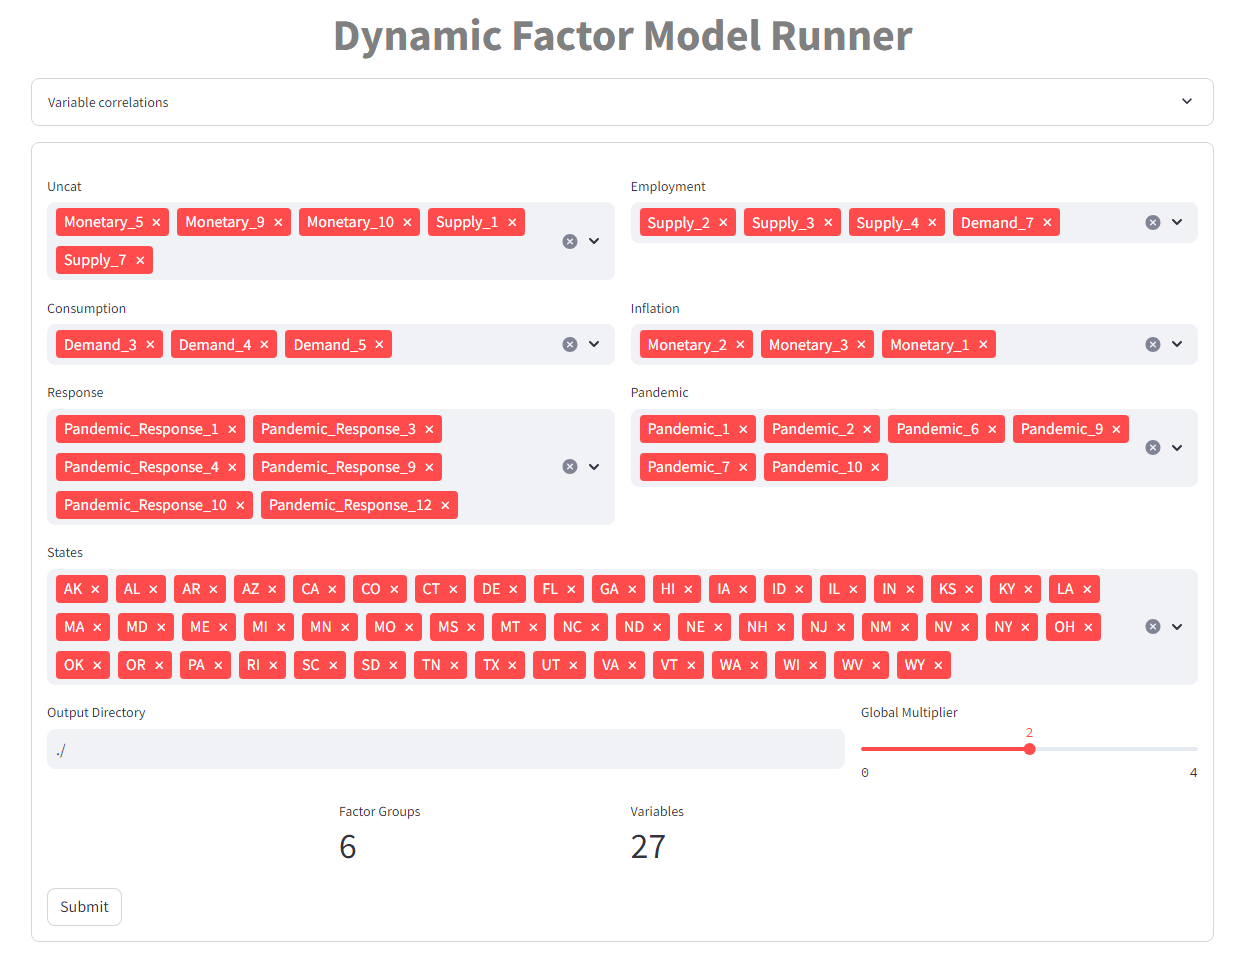 Dynamic Factor Model Runner
Variable correlations
Uncat
Monetary_5 × Monetary_9 × Monetary_10 × Supply_1 ×
Supply_7 ×
Employment
Supply_2 × Supply_3 × Supply_4 × Demand_7 ×
Consumption
Demand_3 × Demand_4 × Demand_5 ×
Inflation
Monetary_2 × Monetary_3 × Monetary_1 ×
Response
Pandemic_Response_1 × Pandemic_Response_3 ×
Pandemic_Response_4 × Pandemic_Response_9 ×
Pandemic_Response_10 × Pandemic_Response_12 ×
Pandemic
Pandemic_1 × Pandemic_2 × Pandemic_6 × Pandemic_9 ×
Pandemic_7 × Pandemic_10 ×
States
AK × AL × AR × AZ × CA × CO × CT × DE × FL × GA × HI × IA × ID × IL × IN × KS × KY × LA ×
MA × MD × ME × MI × MN × MO × MS × MT × NC × ND × NE × NH × NJ × NM × NV × NY × OH ×
OK × OR × PA × RI × SC × SD × TN × TX × UT × VA × VT × WA × WI × WV × WY ×
Output Directory
./
Global Multiplier
2
0 4
Factor Groups
6
Variables
27
Submit